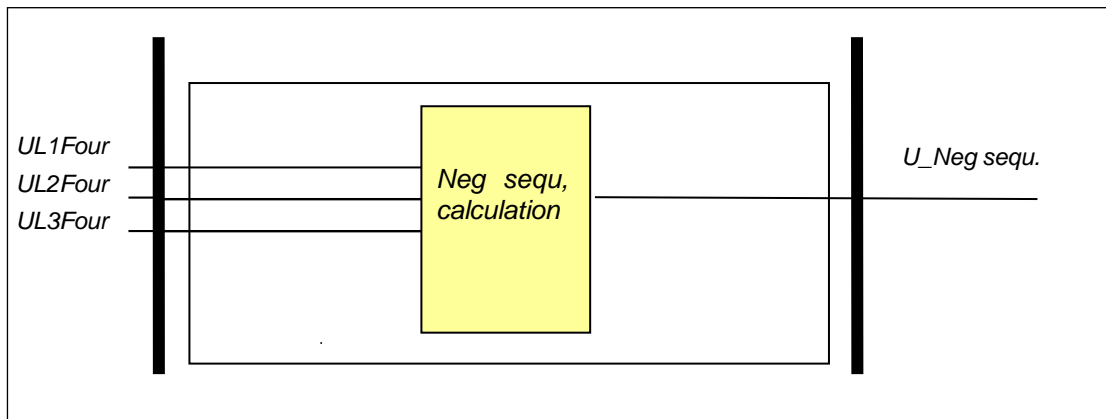 UL1Four
UL2Four
UL3Four
Neg sequ,
calculation
U_Neg sequ.